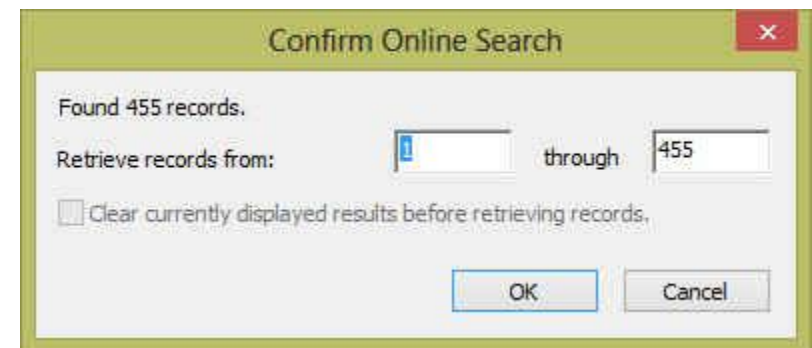 Confirm Online Search
Found 455 records.
Retrieve records from: 1 through 455
Clear currently displayed results before retrieving records.
OK Cancel